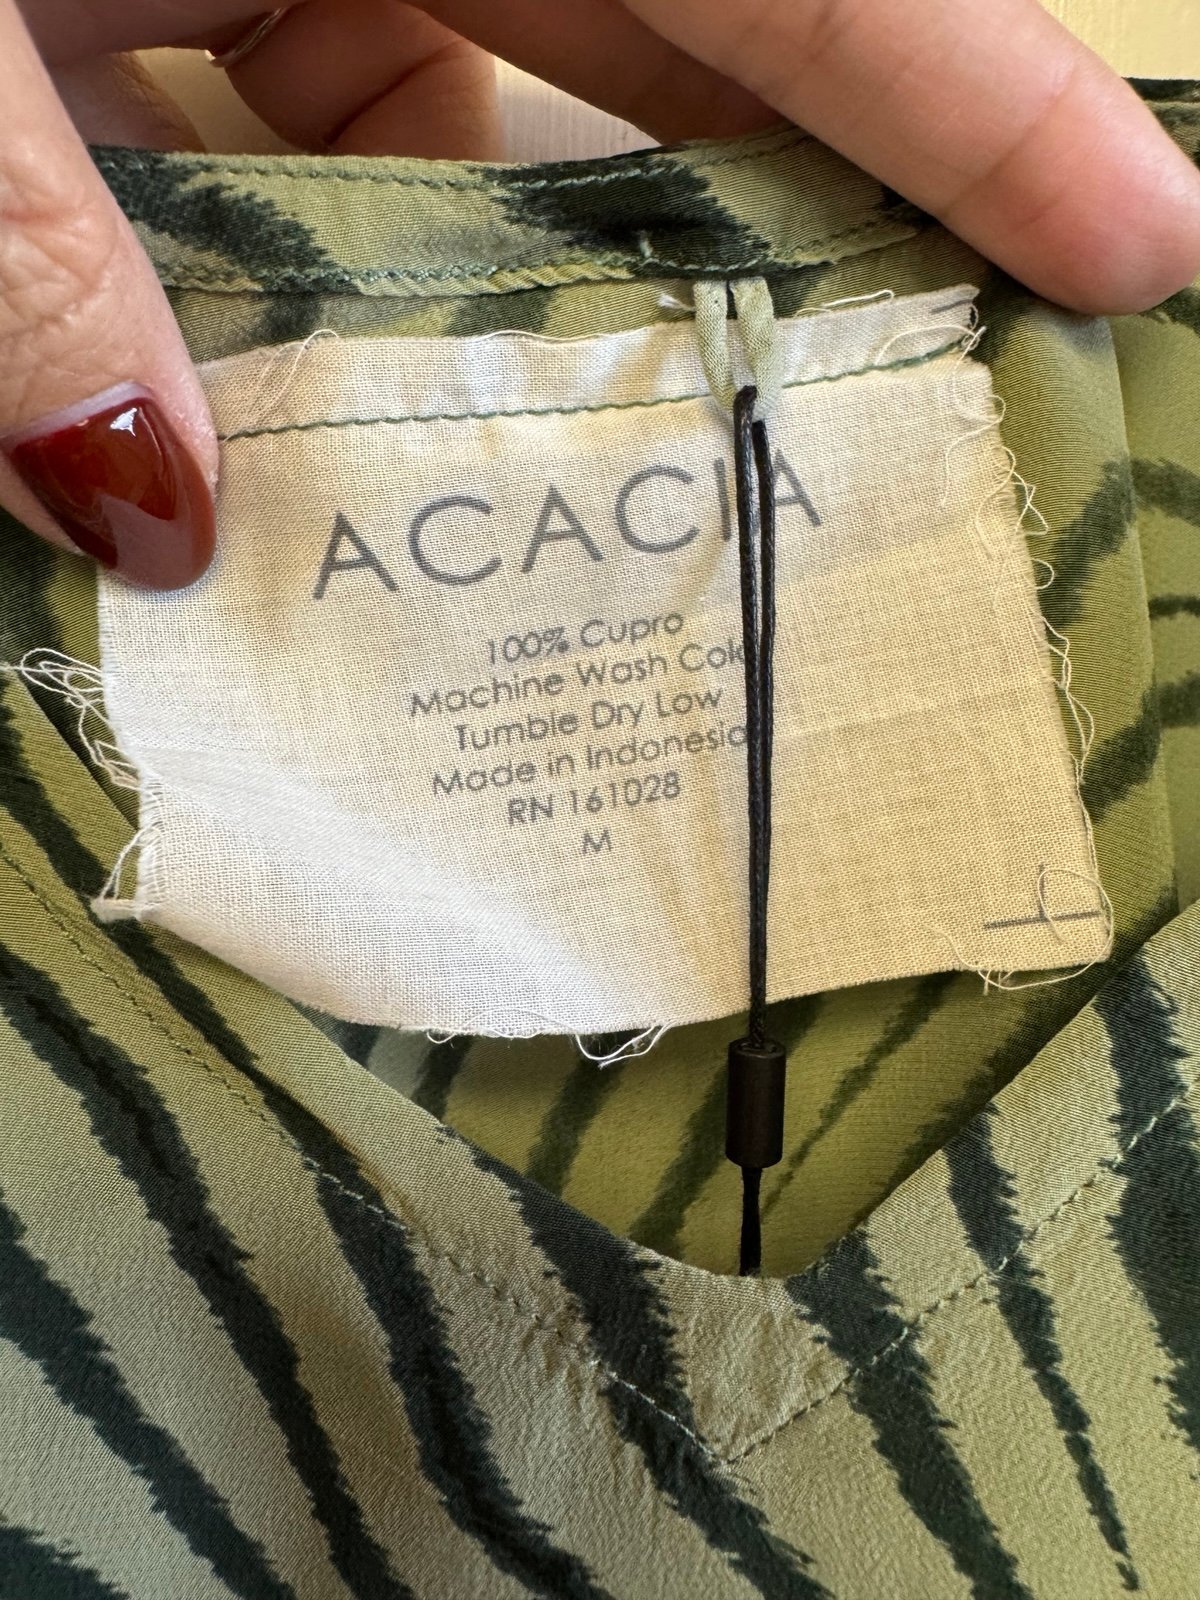 ACACIA
100% Cupro
Machine Wash Cold
Tumble Dry Low
Made in Indonesia
RN 161028
M